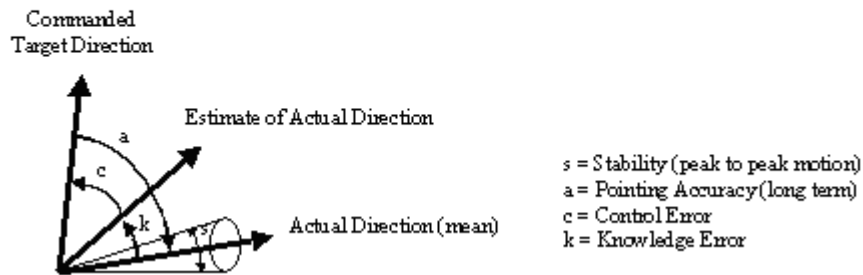 Commanded
Target Direction
Estimate of Actual Direction
a
c
k
s
Actual Direction (mean)
s = Stability (peak to peak motion)
a = Pointing Accuracy (long term)
c = Control Error
k = Knowledge Error